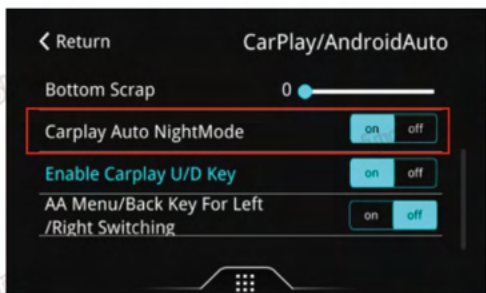 Return
CarPlay/AndroidAuto
Bottom Scrap
0
Carplay Auto NightMode
on off
Enable Carplay U/D Key
on off
AA Menu/Back Key For Left
/Right Switching
on off